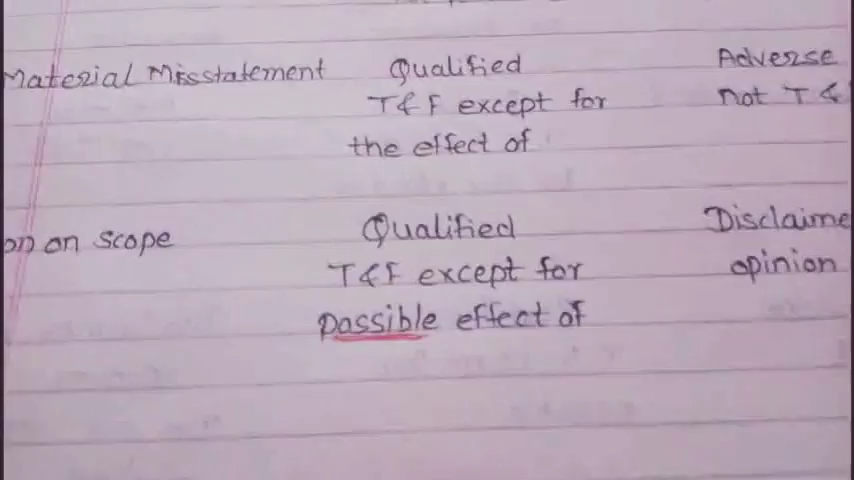 Material Misstatement Qualified Adverse
T&F except for not T &
the effect of
on on scope Qualified Disclaime
T&F except for opinion
possible effect of